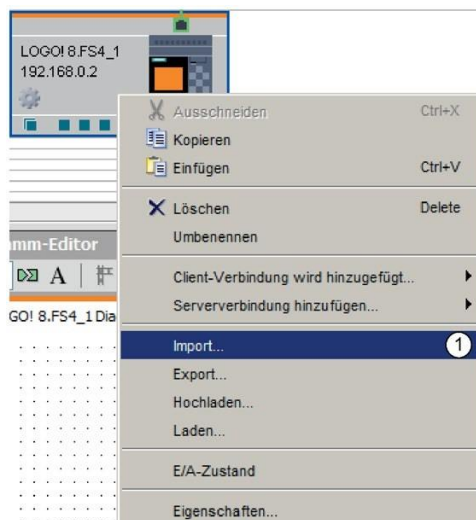 LOGO! 8.FS4_1
192.168.0.2
Ausschneiden Ctrl+X
Kopieren
Einfügen Ctrl+V
Löschen Delete
Umbenennen
mm-Editor
A
Client-Verbindung wird hinzugefügt...
Serververbindung hinzufügen...
GO! 8.FS4_1 Dia
Import... 1
Export...
Hochladen...
Laden...
E/A-Zustand
Eigenschaften...